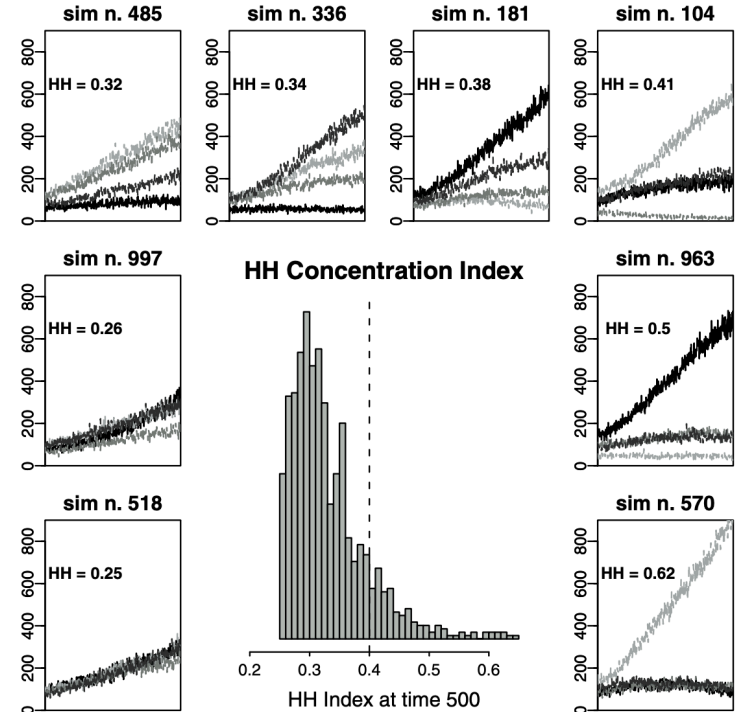 sim n. 485
sim n. 336
sim n. 181
sim n. 104
0 200 400 600 800
HH = 0.32
0 200 400 600 800
HH = 0.34
0 200 400 600 800
HH = 0.38
0 200 400 600 800
HH = 0.41
sim n. 997
0 200 400 600 800
HH = 0.26
HH Concentration Index
sim n. 963
0 200 400 600 800
HH = 0.5
sim n. 518
0 200 400 600 800
HH = 0.25
0.2 0.3 0.4 0.5 0.6
HH Index at time 500
sim n. 570
0 200 400 600 800
HH = 0.62